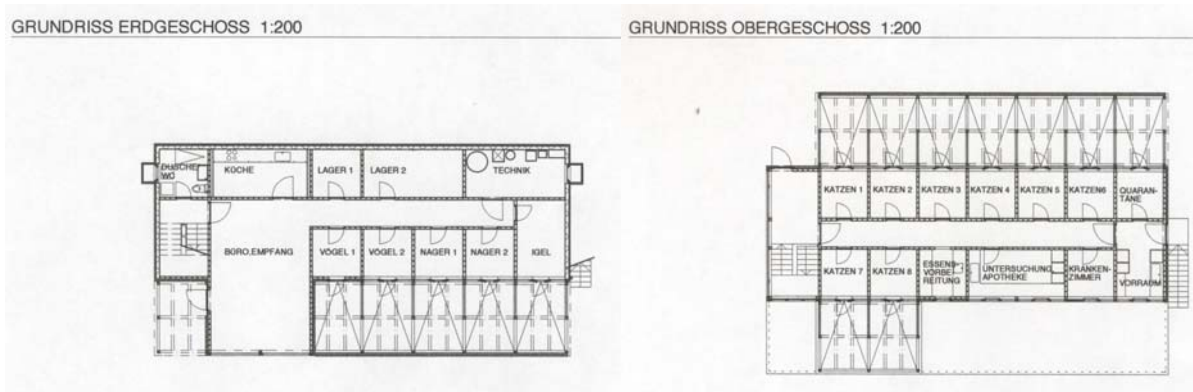 GRUNDRISS ERDGESCHOSS 1:200
DUSCHE
WC
KÜCHE
LAGER 1
LAGER 2
TECHNIK
BÜRO.EMPFANG
VÖGEL 1
VÖGEL 2
NAGER 1
NAGER 2
IGEL
GRUNDRISS OBERGESCHOSS 1:200
KATZEN 1
KATZEN 2
KATZEN 3
KATZEN 4
KATZEN 5
KATZEN6
QUARAN-
TÄNE
KATZEN 7
KATZEN 8
ESSENS-
VORBE
REITUNG
UNTERSUCHUNG
APOTHEKE
KRANKEN-
ZIMMER
VORRAUM